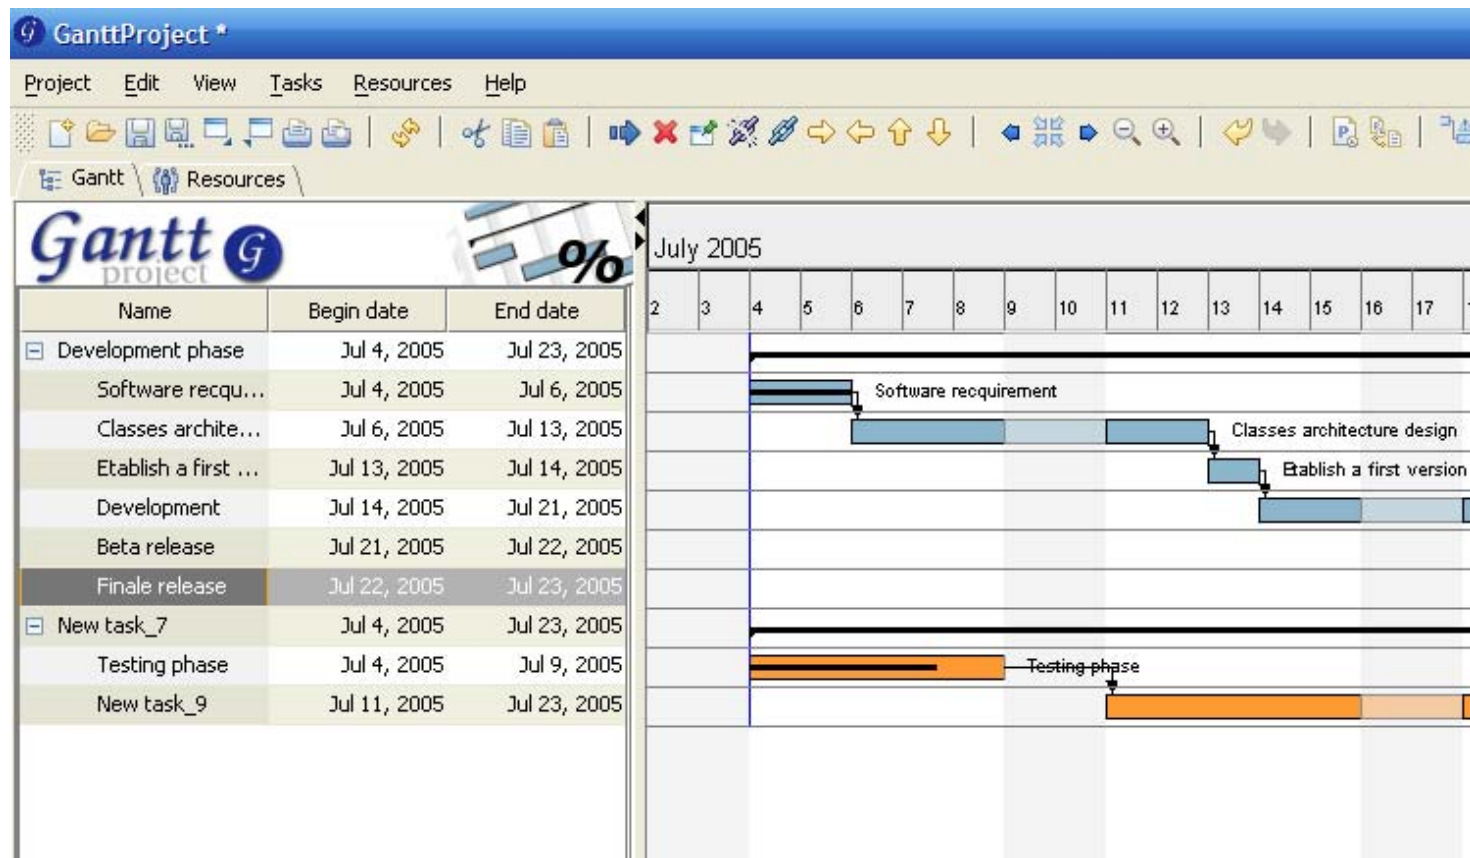 GanttProject *
Project Edit View Tasks Resources Help
Gantt Resources
Gantt G
project
%
July 2005
Name Begin date End date 2 3 4 5 6 7 8 9 10 11 12 13 14 15 16 17
Development phase Jul 4, 2005 Jul 23, 2005
Software recqu... Jul 4, 2005 Jul 6, 2005 Software recquirement
Classes archite... Jul 6, 2005 Jul 13, 2005 Classes architecture design
Etablish a first ... Jul 13, 2005 Jul 14, 2005 Etablish a first version
Development Jul 14, 2005 Jul 21, 2005
Beta release Jul 21, 2005 Jul 22, 2005
Finale release Jul 22, 2005 Jul 23, 2005
New task_7 Jul 4, 2005 Jul 23, 2005
Testing phase Jul 4, 2005 Jul 9, 2005 Testing phase
New task_9 Jul 11, 2005 Jul 23, 2005